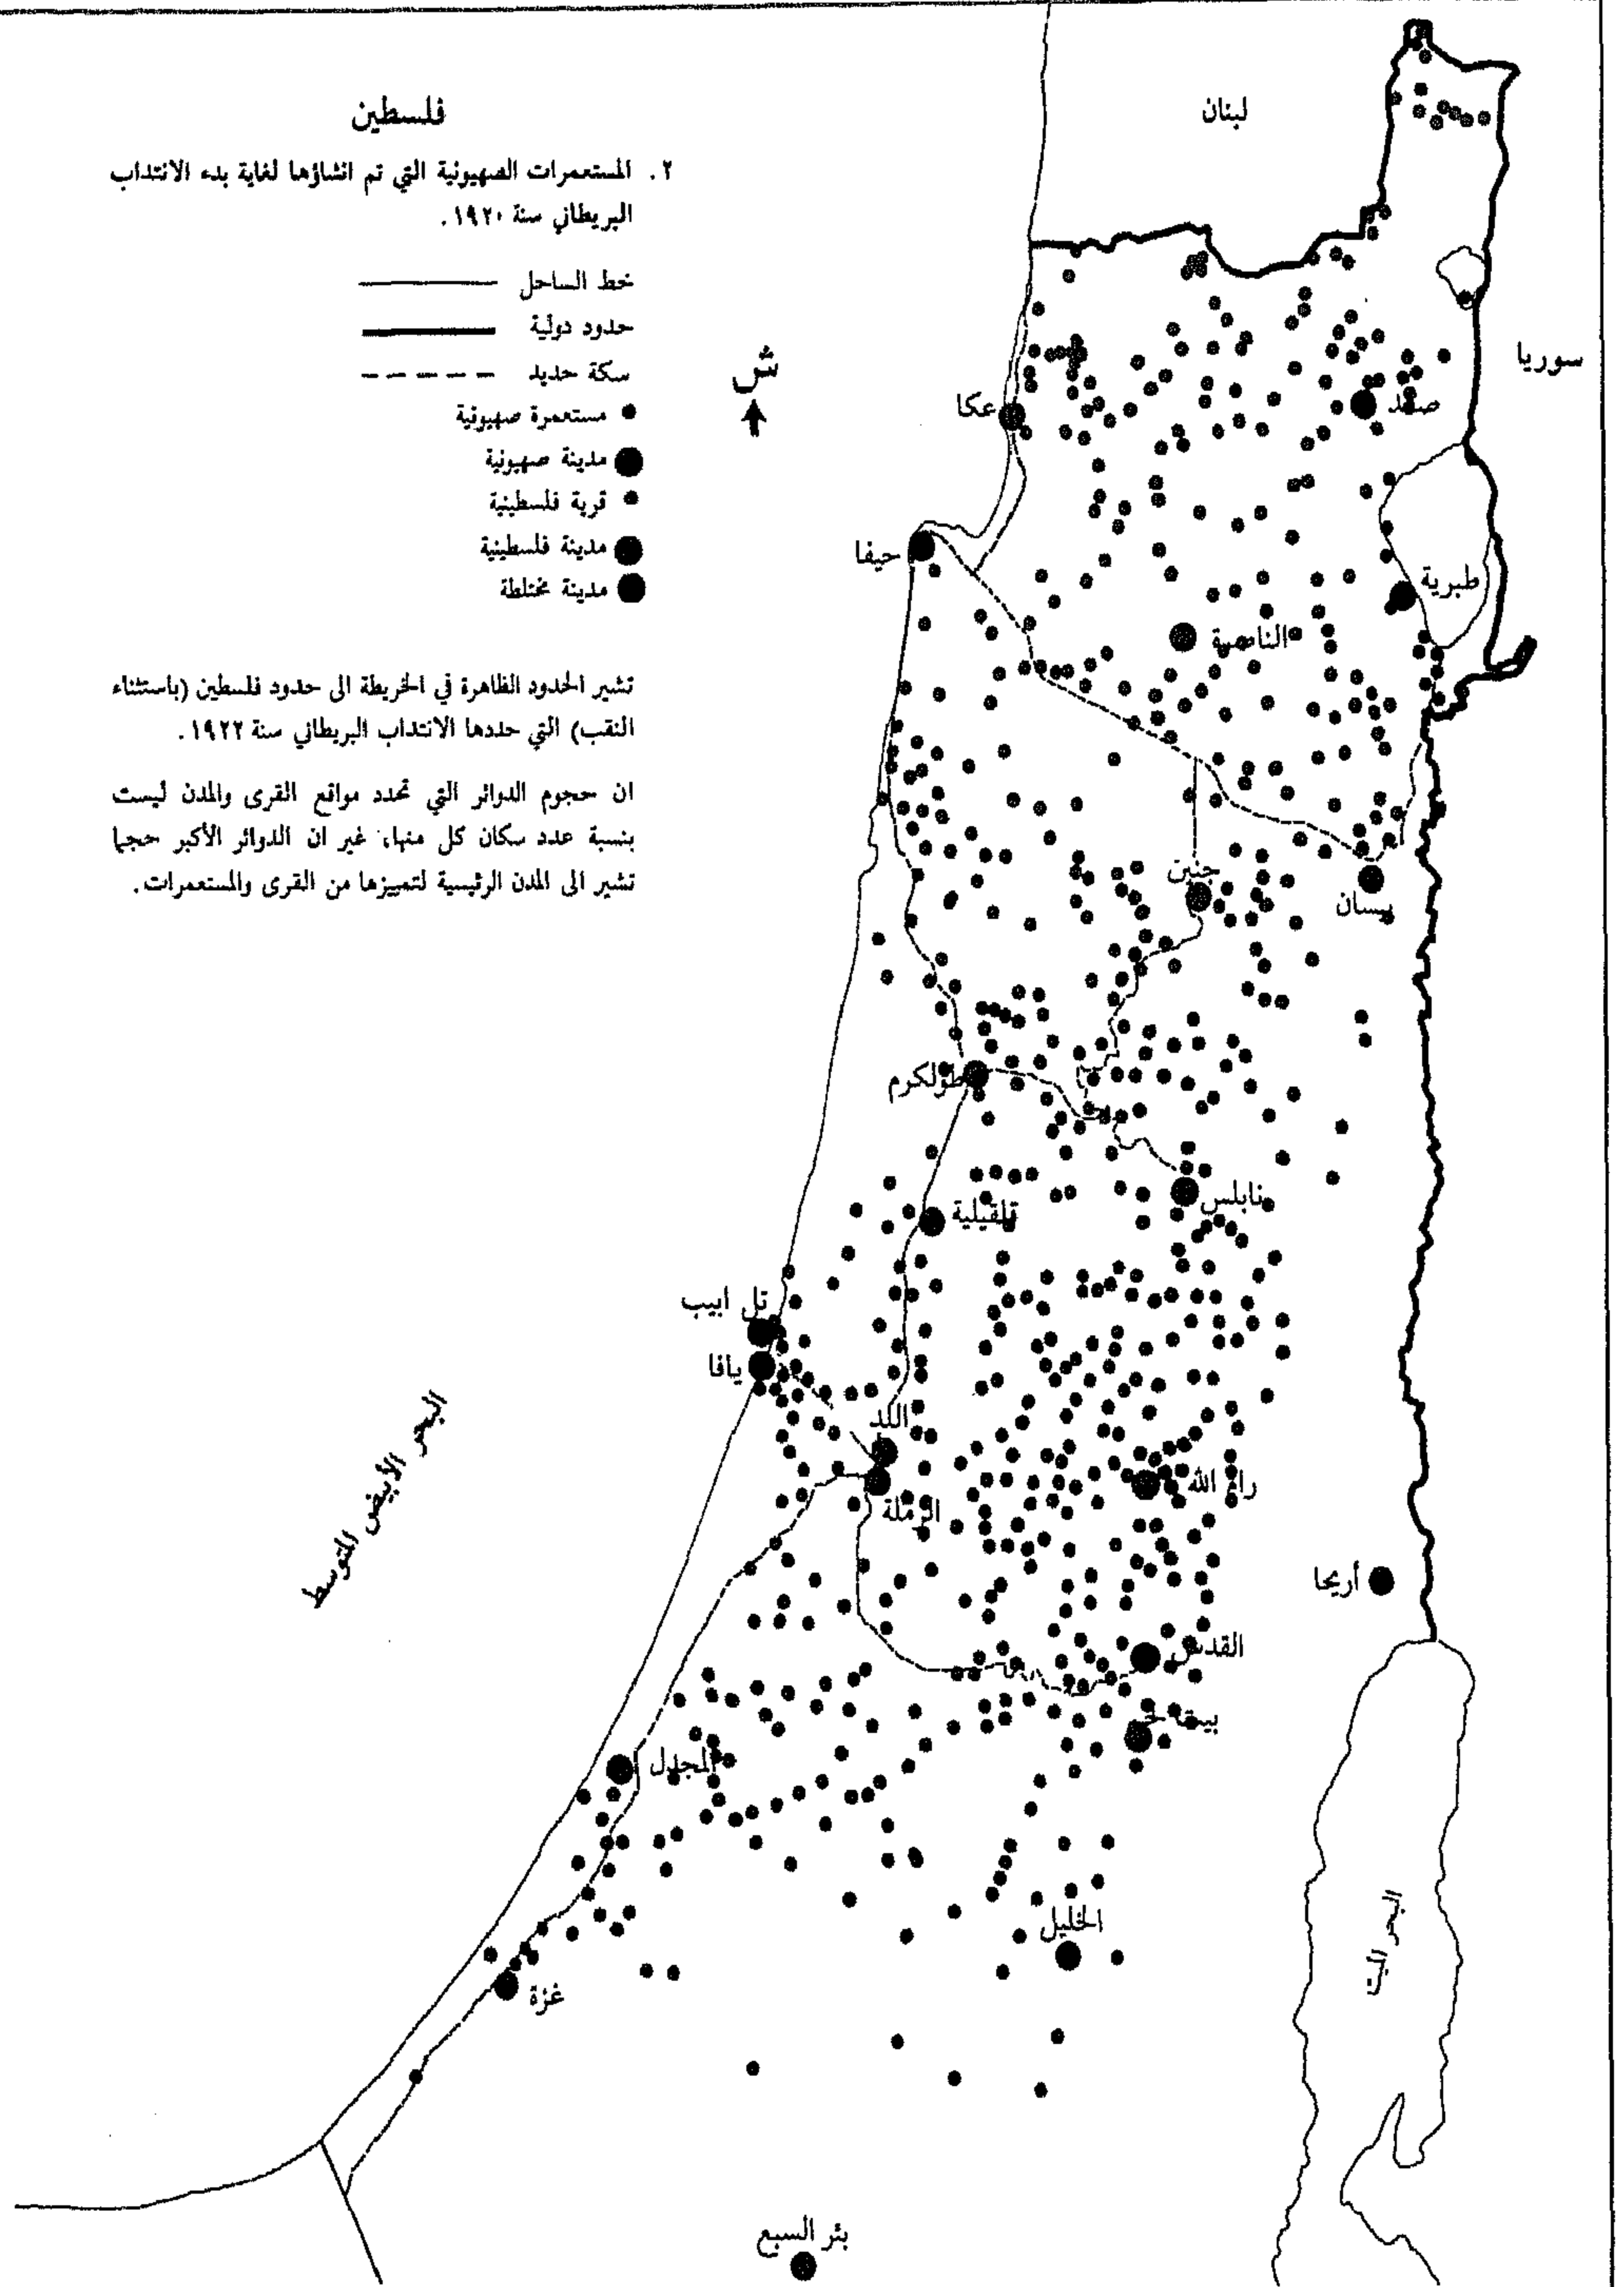 فلسطين
٢. المستعمرات الصهيونية التي تم انشاؤها لغاية بدء الانتداب
البريطاني سنة ١٩٢٠.
خط الساحل
حدود دولية
سكة حديد
مستعمرة صهيونية
مدينة صهيونية
قرية فلسطينية
مدينة فلسطينية
مدينة مختلطة
تشير الحدود الظاهرة في الخريطة الى حدود فلسطين (باستثناء
النقب) التي حددها الانتداب البريطاني سنة ١٩٢٢.
ان حجوم الدوائر التي تحدد مواقع القرى والمدن ليست
بنسبة عدد سكان كل منها، غير ان الدوائر الأكبر حجما
تشير الى المدن الرئيسية لتمييزها من القرى والمستعمرات.
ش
لبنان
سوريا
عكا
صفد
حيفا
طبرية
الناصرة
جنين
بيسان
طولكرم
نابلس
قلقيلية
تل ابيب
يافا
اللد
الرملة
رام الله
أريحا
القدس
بيت لحم
المجدل
الخليل
غزة
بئر السبع
البحر الأبيض المتوسط
البحر الميت